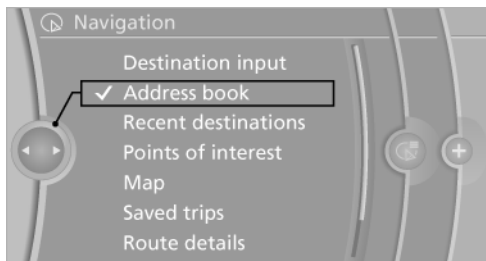 Navigation
Destination input
Address book
Recent destinations
Points of interest
Map
Saved trips
Route details